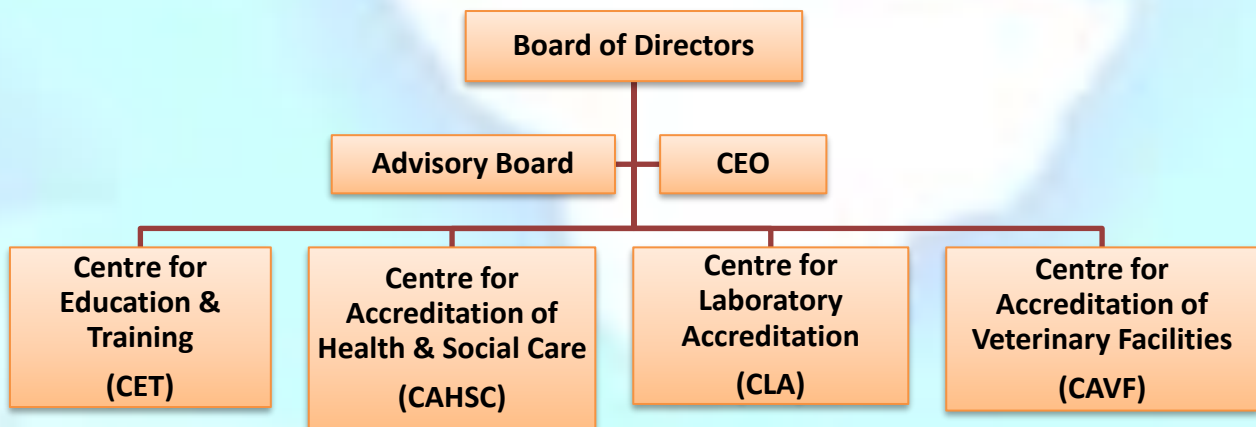 Board of Directors
Advisory Board
CEO
Centre for
Education &
Training
(CET)
Centre for
Accreditation of
Health & Social Care
(CAHSC)
Centre for
Laboratory
Accreditation
(CLA)
Centre for
Accreditation of
Veterinary Facilities
(CAVF)